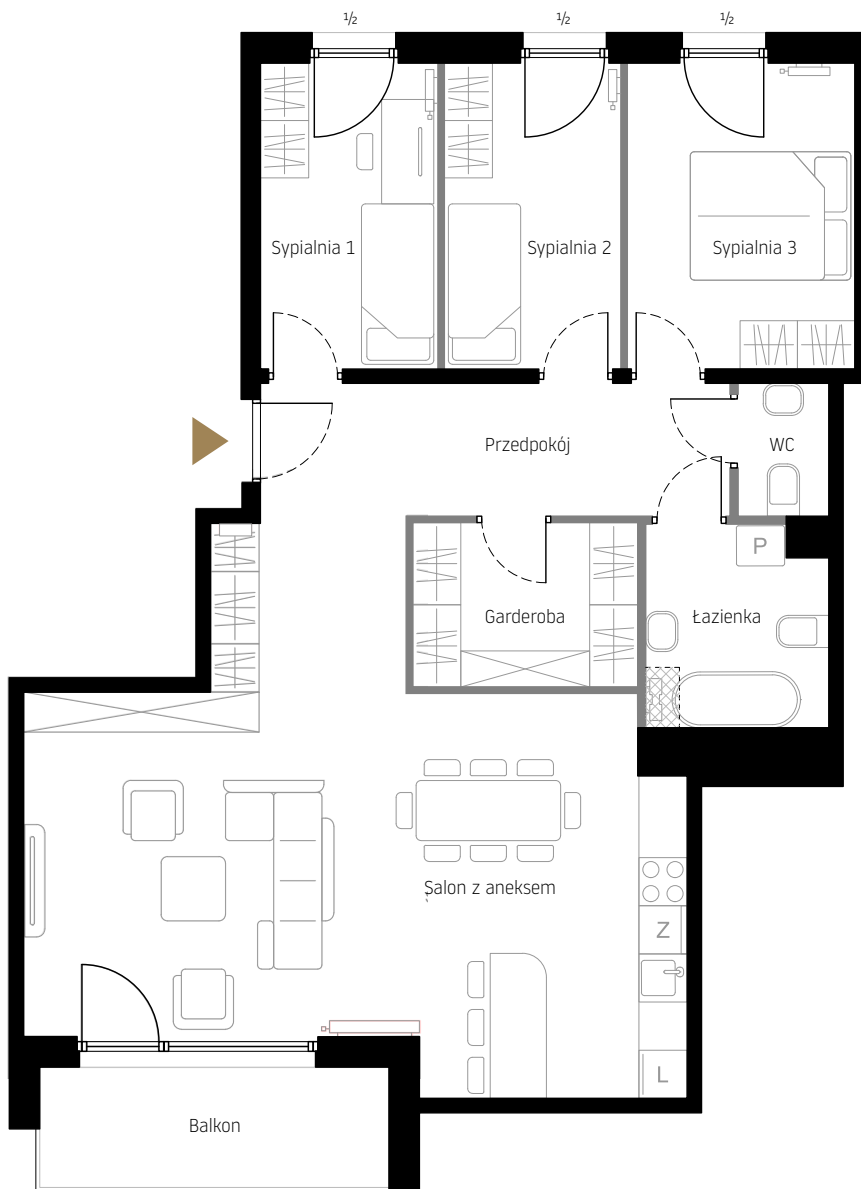 ½ ½ ½
Sypialnia 1 Sypialnia 2 Sypialnia 3
Przedpokój WC
P
Garderoba Łazienka
Salon z aneksem
Z
L
Balkon